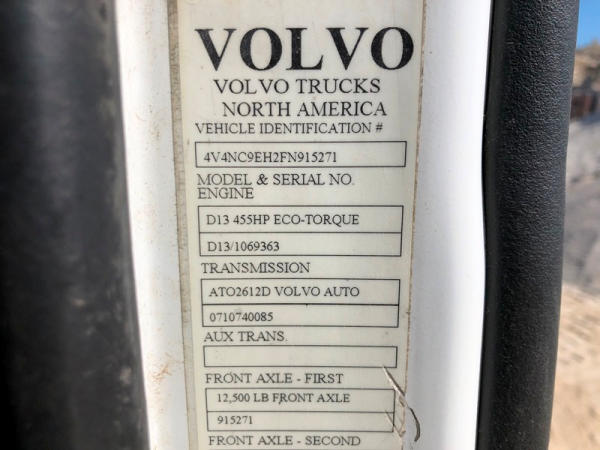 VOLVO
VOLVO TRUCKS
NORTH AMERICA
VEHICLE IDENTIFICATION #
4V4NC9EH2FN915271
MODEL & SERIAL NO.
ENGINE
D13 455HP ECO-TORQUE
D13/1069363
TRANSMISSION
ATO2612D VOLVO AUTO
0710740085
AUX TRANS.
FRONT AXLE - FIRST
12,500 LB FRONT AXLE
915271
FRONT AXLE - SECOND